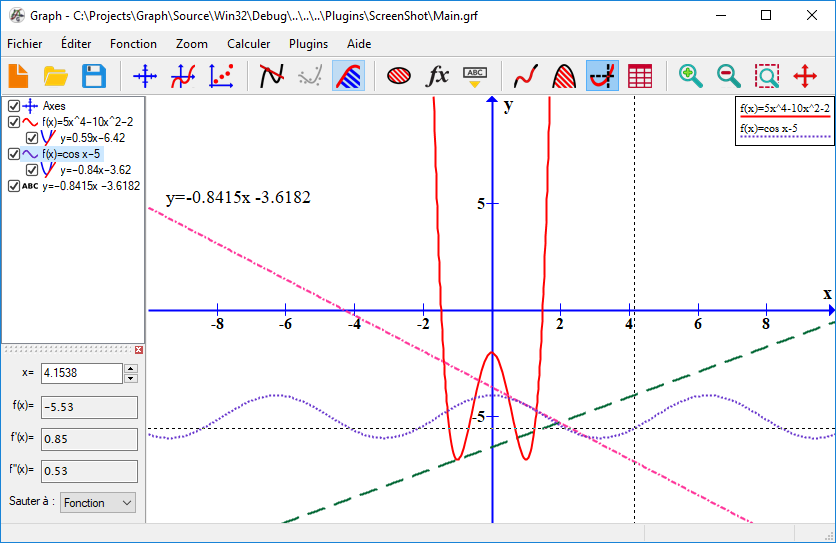 Graph - C:\Projects\Graph\Source\Win32\Debug\..\..\..\Plugins\ScreenShot\Main.grf
Fichier Éditer Fonction Zoom Calculer Plugins Aide
fx ABC
Axes
f(x)=5x^4-10x^2-2
y=0.59x-6.42
f(x)=cos x-5
y=-0.84x-3.62
ABC y=-0.8415x -3.6182
x= 4.1538
f(x)= -5.53
f'(x)= 0.85
f''(x)= 0.53
Sauter à : Fonction
y
f(x)=5x^4-10x^2-2
f(x)=cos x-5
y=-0.8415x -3.6182
5
x
-8 -6 -4 -2 2 4 6 8
-5